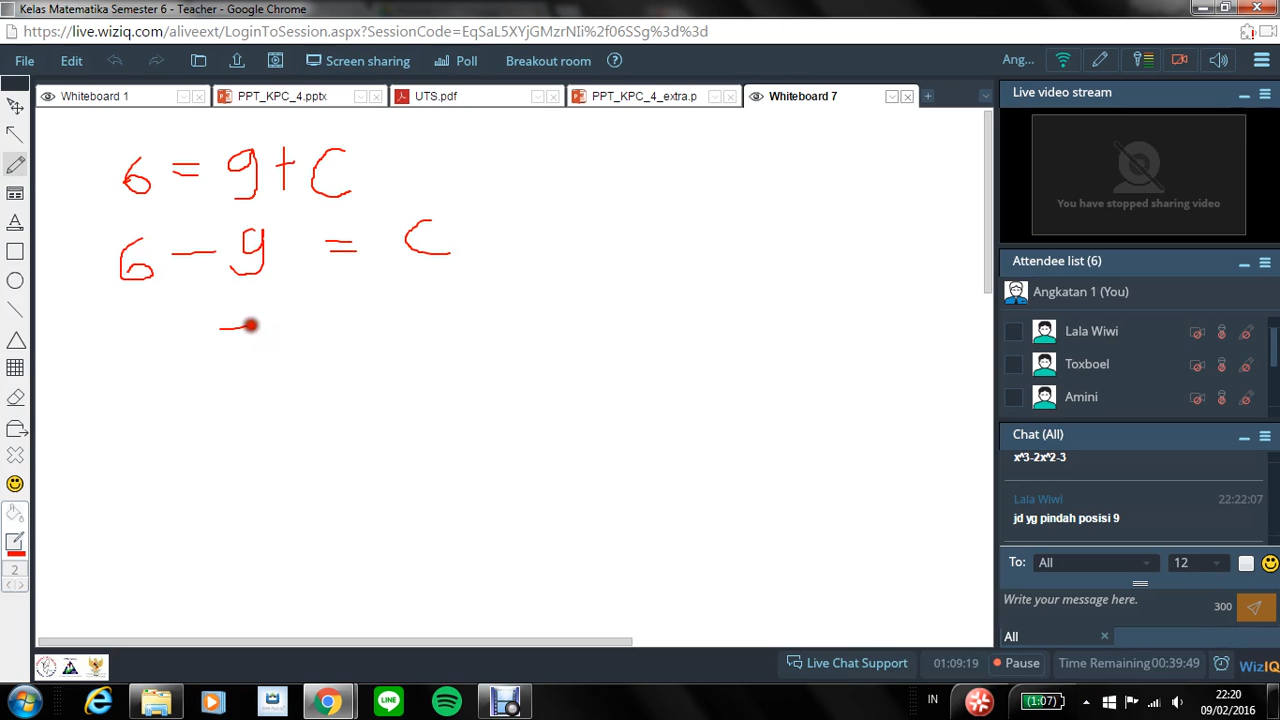 Kelas Matematika Semester 6 - Teacher - Google Chrome
https://live.wiziq.com/aliveext/LoginToSession.aspx?SessionCode=EqSaL5XYjGMzrNIi%2f06SSg%3d%3d
File Edit Screen sharing Poll Breakout room ? Ang...
Whiteboard 1 PPT_KPC_4.pptx UTS.pdf PPT_KPC_4_extra.p Whiteboard 7
Live video stream
You have stopped sharing video
6 = 9 + C
6 - 9 = C
-
Attendee list (6)
Angkatan 1 (You)
Lala Wiwi
Toxboel
Amini
Chat (All)
x^3-2x^2-3
Lala Wiwi 22:22:07
jd yg pindah posisi 9
To: All 12
Write your message here. 300
All
2
Live Chat Support 01:09:19 Pause Time Remaining 00:39:49 WizIQ
LINE IN (1:07) 22:20
09/02/2016